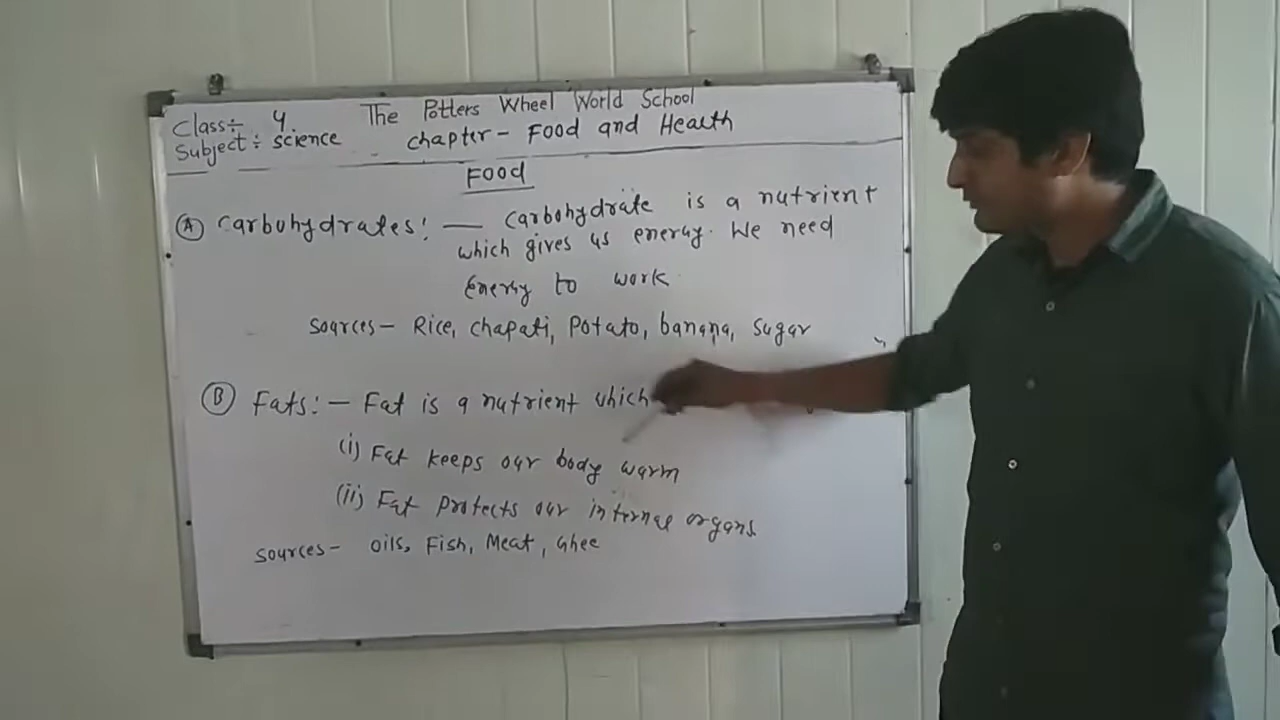 The Potters Wheel World School
Class÷ 4
Subject÷ science
chapter- Food and Health
FOOD
(A) Carbohydrates! — Carbohydrate is a nutrient
which gives us energy. We need
Energy to work
Sources- Rice, chapati, Potato, banana, sugar
(B) Fats! - Fat is a nutrient which
(i) Fat keeps our body warm
(ii) Fat Protects our internal organs.
Sources- oils, Fish, Meat, Ghee